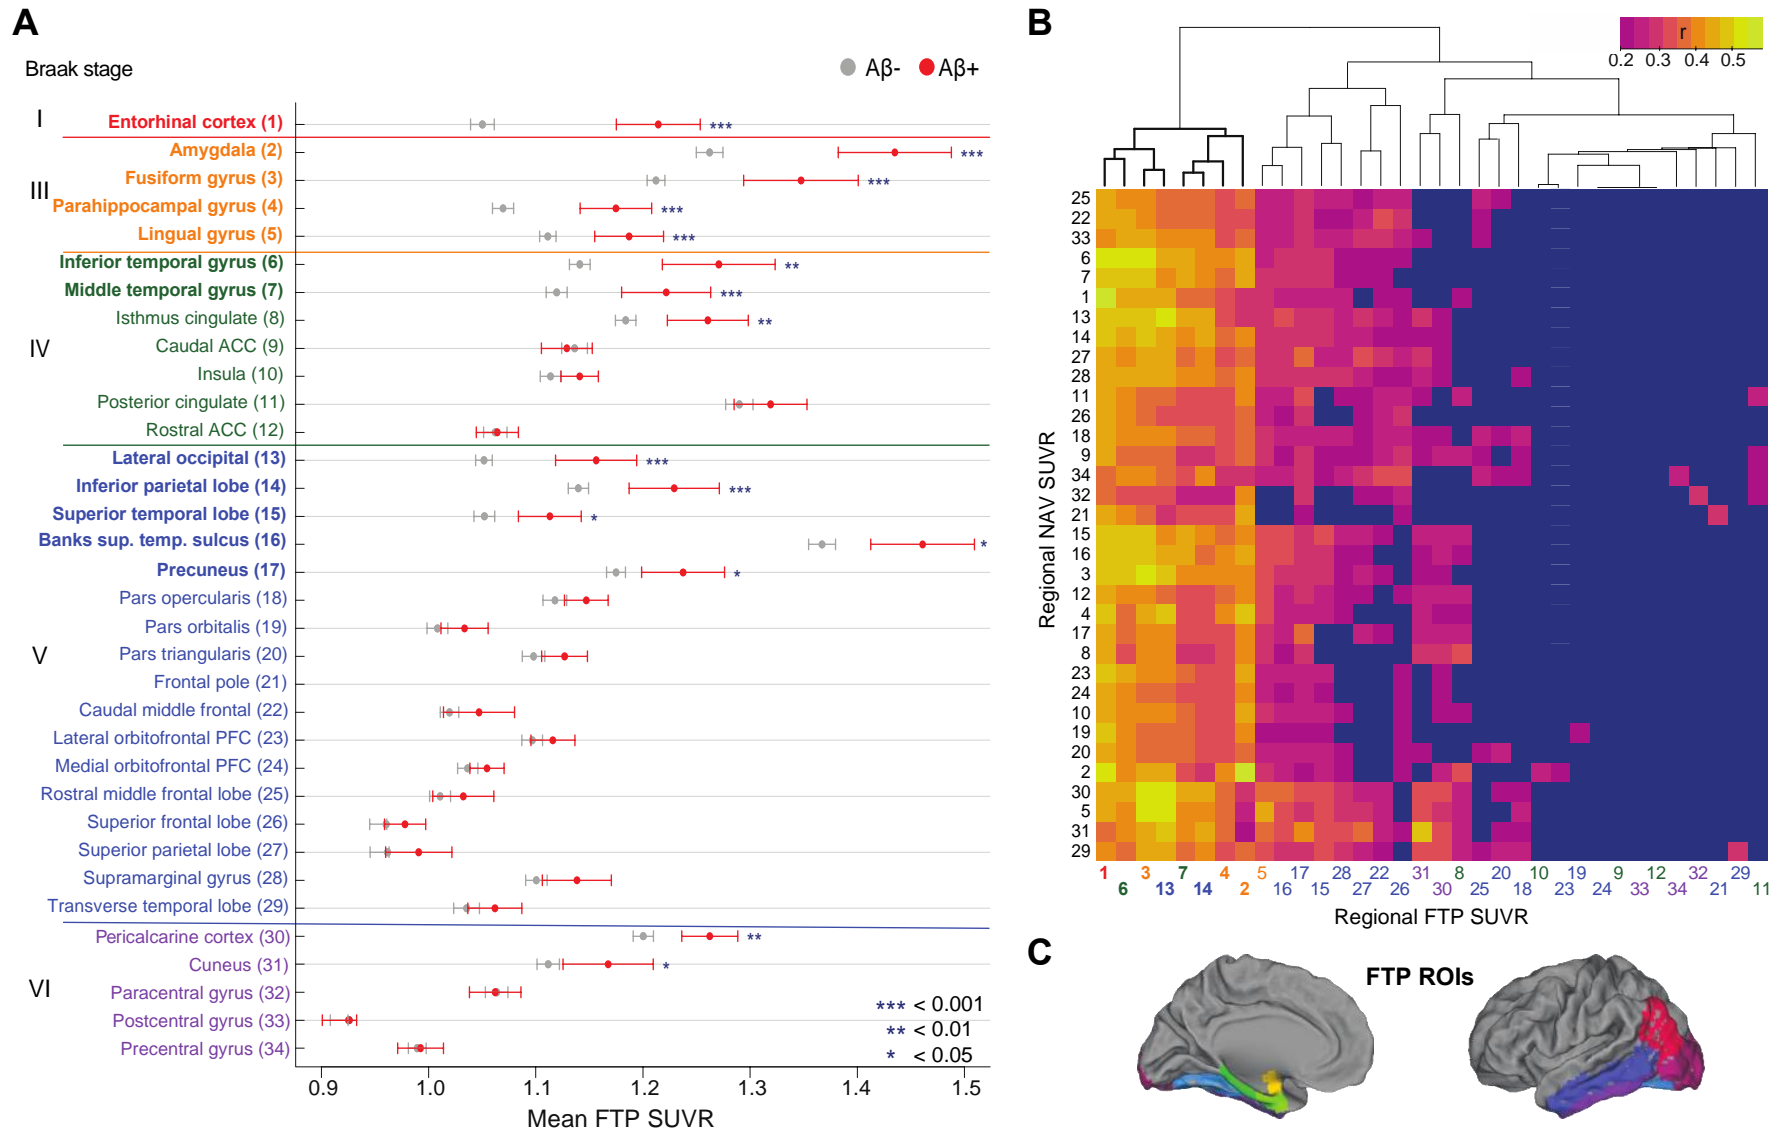 A
Braak stage
Aβ- Aβ+
I
Entorhinal cortex (1) ***
Amygdala (2) ***
Fusiform gyrus (3) ***
III
Parahippocampal gyrus (4) ***
Lingual gyrus (5) ***
Inferior temporal gyrus (6) **
Middle temporal gyrus (7) ***
Isthmus cingulate (8) **
IV
Caudal ACC (9)
Insula (10)
Posterior cingulate (11)
Rostral ACC (12)
Lateral occipital (13) ***
Inferior parietal lobe (14) ***
Superior temporal lobe (15) *
Banks sup. temp. sulcus (16) *
Precuneus (17) *
Pars opercularis (18)
Pars orbitalis (19)
V
Pars triangularis (20)
Frontal pole (21)
Caudal middle frontal (22)
Lateral orbitofrontal PFC (23)
Medial orbitofrontal PFC (24)
Rostral middle frontal lobe (25)
Superior frontal lobe (26)
Superior parietal lobe (27)
Supramarginal gyrus (28)
Transverse temporal lobe (29)
Pericalcarine cortex (30) **
Cuneus (31) *
VI
Paracentral gyrus (32)
Postcentral gyrus (33)
Precentral gyrus (34)
*** < 0.001
** < 0.01
* < 0.05
0.9 1.0 1.1 1.2 1.3 1.4 1.5
Mean FTP SUVR
B
r
0.2 0.3 0.4 0.5
Regional NAV SUVR
25
22
33
6
7
1
13
14
27
28
11
26
18
9
34
32
21
15
16
3
12
4
17
8
23
24
10
19
20
2
30
5
31
29
1 3 7 4 5 17 28 22 31 8 20 10 19 9 12 32 29
6 13 14 2 16 15 27 26 30 25 18 23 24 33 34 21 11
Regional FTP SUVR
C
FTP ROIs